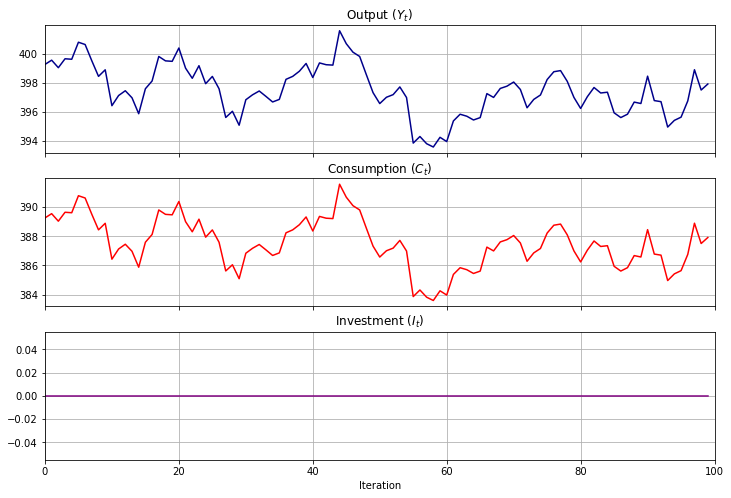 Output (Y_t)
400
398
396
394
Consumption (C_t)
390
388
386
384
Investment (I_t)
0.04
0.02
0.00
−0.02
−0.04
0 20 40 60 80 100
Iteration